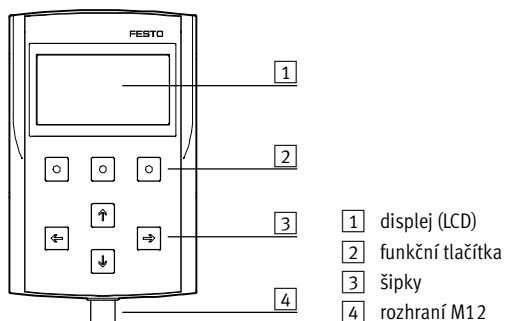 FESTO
1
2
3
4
1 displej (LCD)
2 funkční tlačítka
3 šipky
4 rozhraní M12